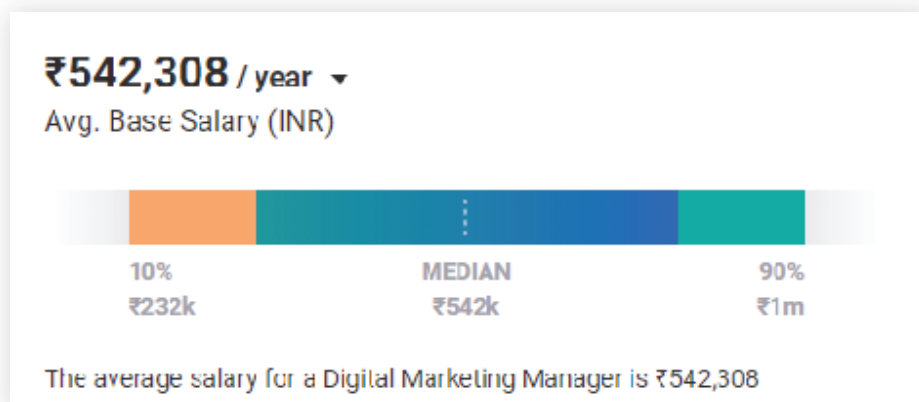 ₹542,308 / year
Avg. Base Salary (INR)
10% MEDIAN 90%
₹232k ₹542k ₹1m
The average salary for a Digital Marketing Manager is ₹542,308